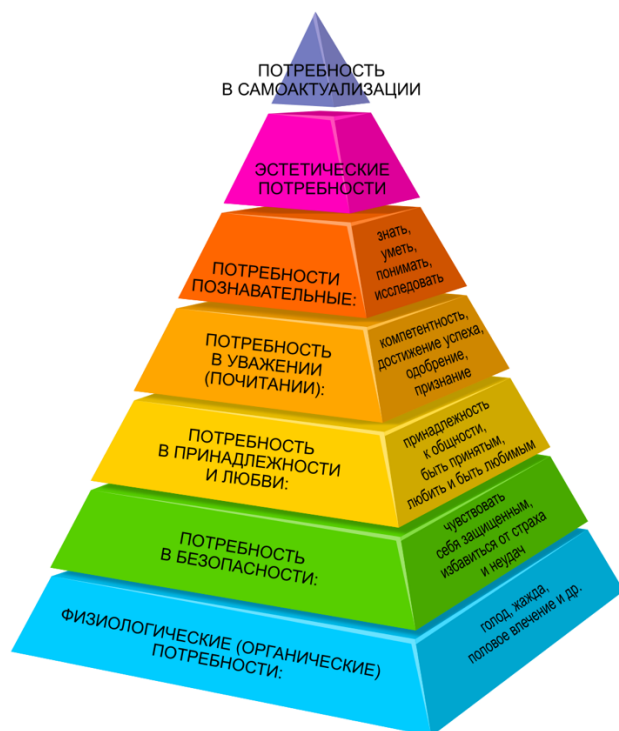 ПОТРЕБНОСТЬ
В САМОАКТУАЛИЗАЦИИ
ЭСТЕТИЧЕСКИЕ
ПОТРЕБНОСТИ
ПОТРЕБНОСТИ
ПОЗНАВАТЕЛЬНЫЕ:
знать,
уметь,
понимать,
исследовать
ПОТРЕБНОСТЬ
В УВАЖЕНИИ
(ПОЧИТАНИИ):
компетентность,
достижение успеха,
одобрение,
признание
ПОТРЕБНОСТЬ
В ПРИНАДЛЕЖНОСТИ
И ЛЮБВИ:
принадлежность
к общности,
быть принятым,
любить и быть любимым
ПОТРЕБНОСТЬ
В БЕЗОПАСНОСТИ:
чувствовать
себя защищенным,
избавиться от страха
и неудач
ФИЗИОЛОГИЧЕСКИЕ (ОРГАНИЧЕСКИЕ)
ПОТРЕБНОСТИ:
голод, жажда,
половое влечение и др.